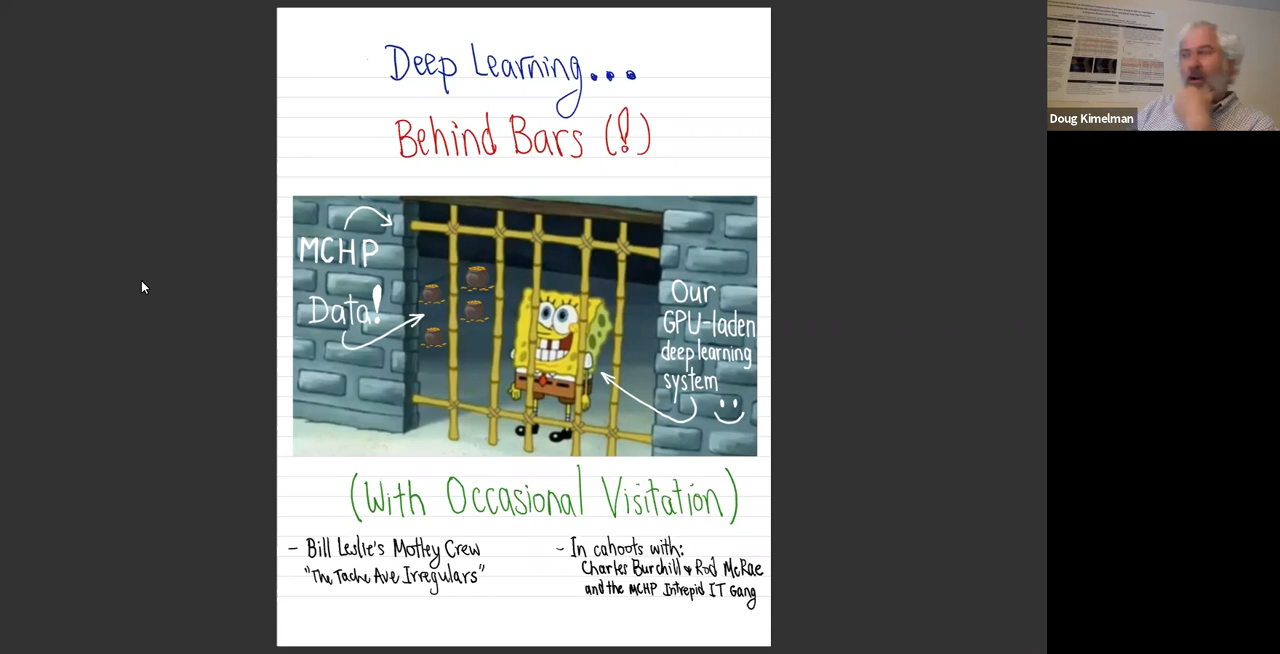 Deep Learning...
Behind Bars (!)
MCHP
Data!
Our
GPU-laden
deep learning
system
(With Occasional Visitation)
- Bill Leslie's Motley Crew
"The Tache Ave Irregulars"
- In cahoots with:
Charles Burchill & Rod McRae
and the MCHP Intrepid IT Gang
Doug Kimelman